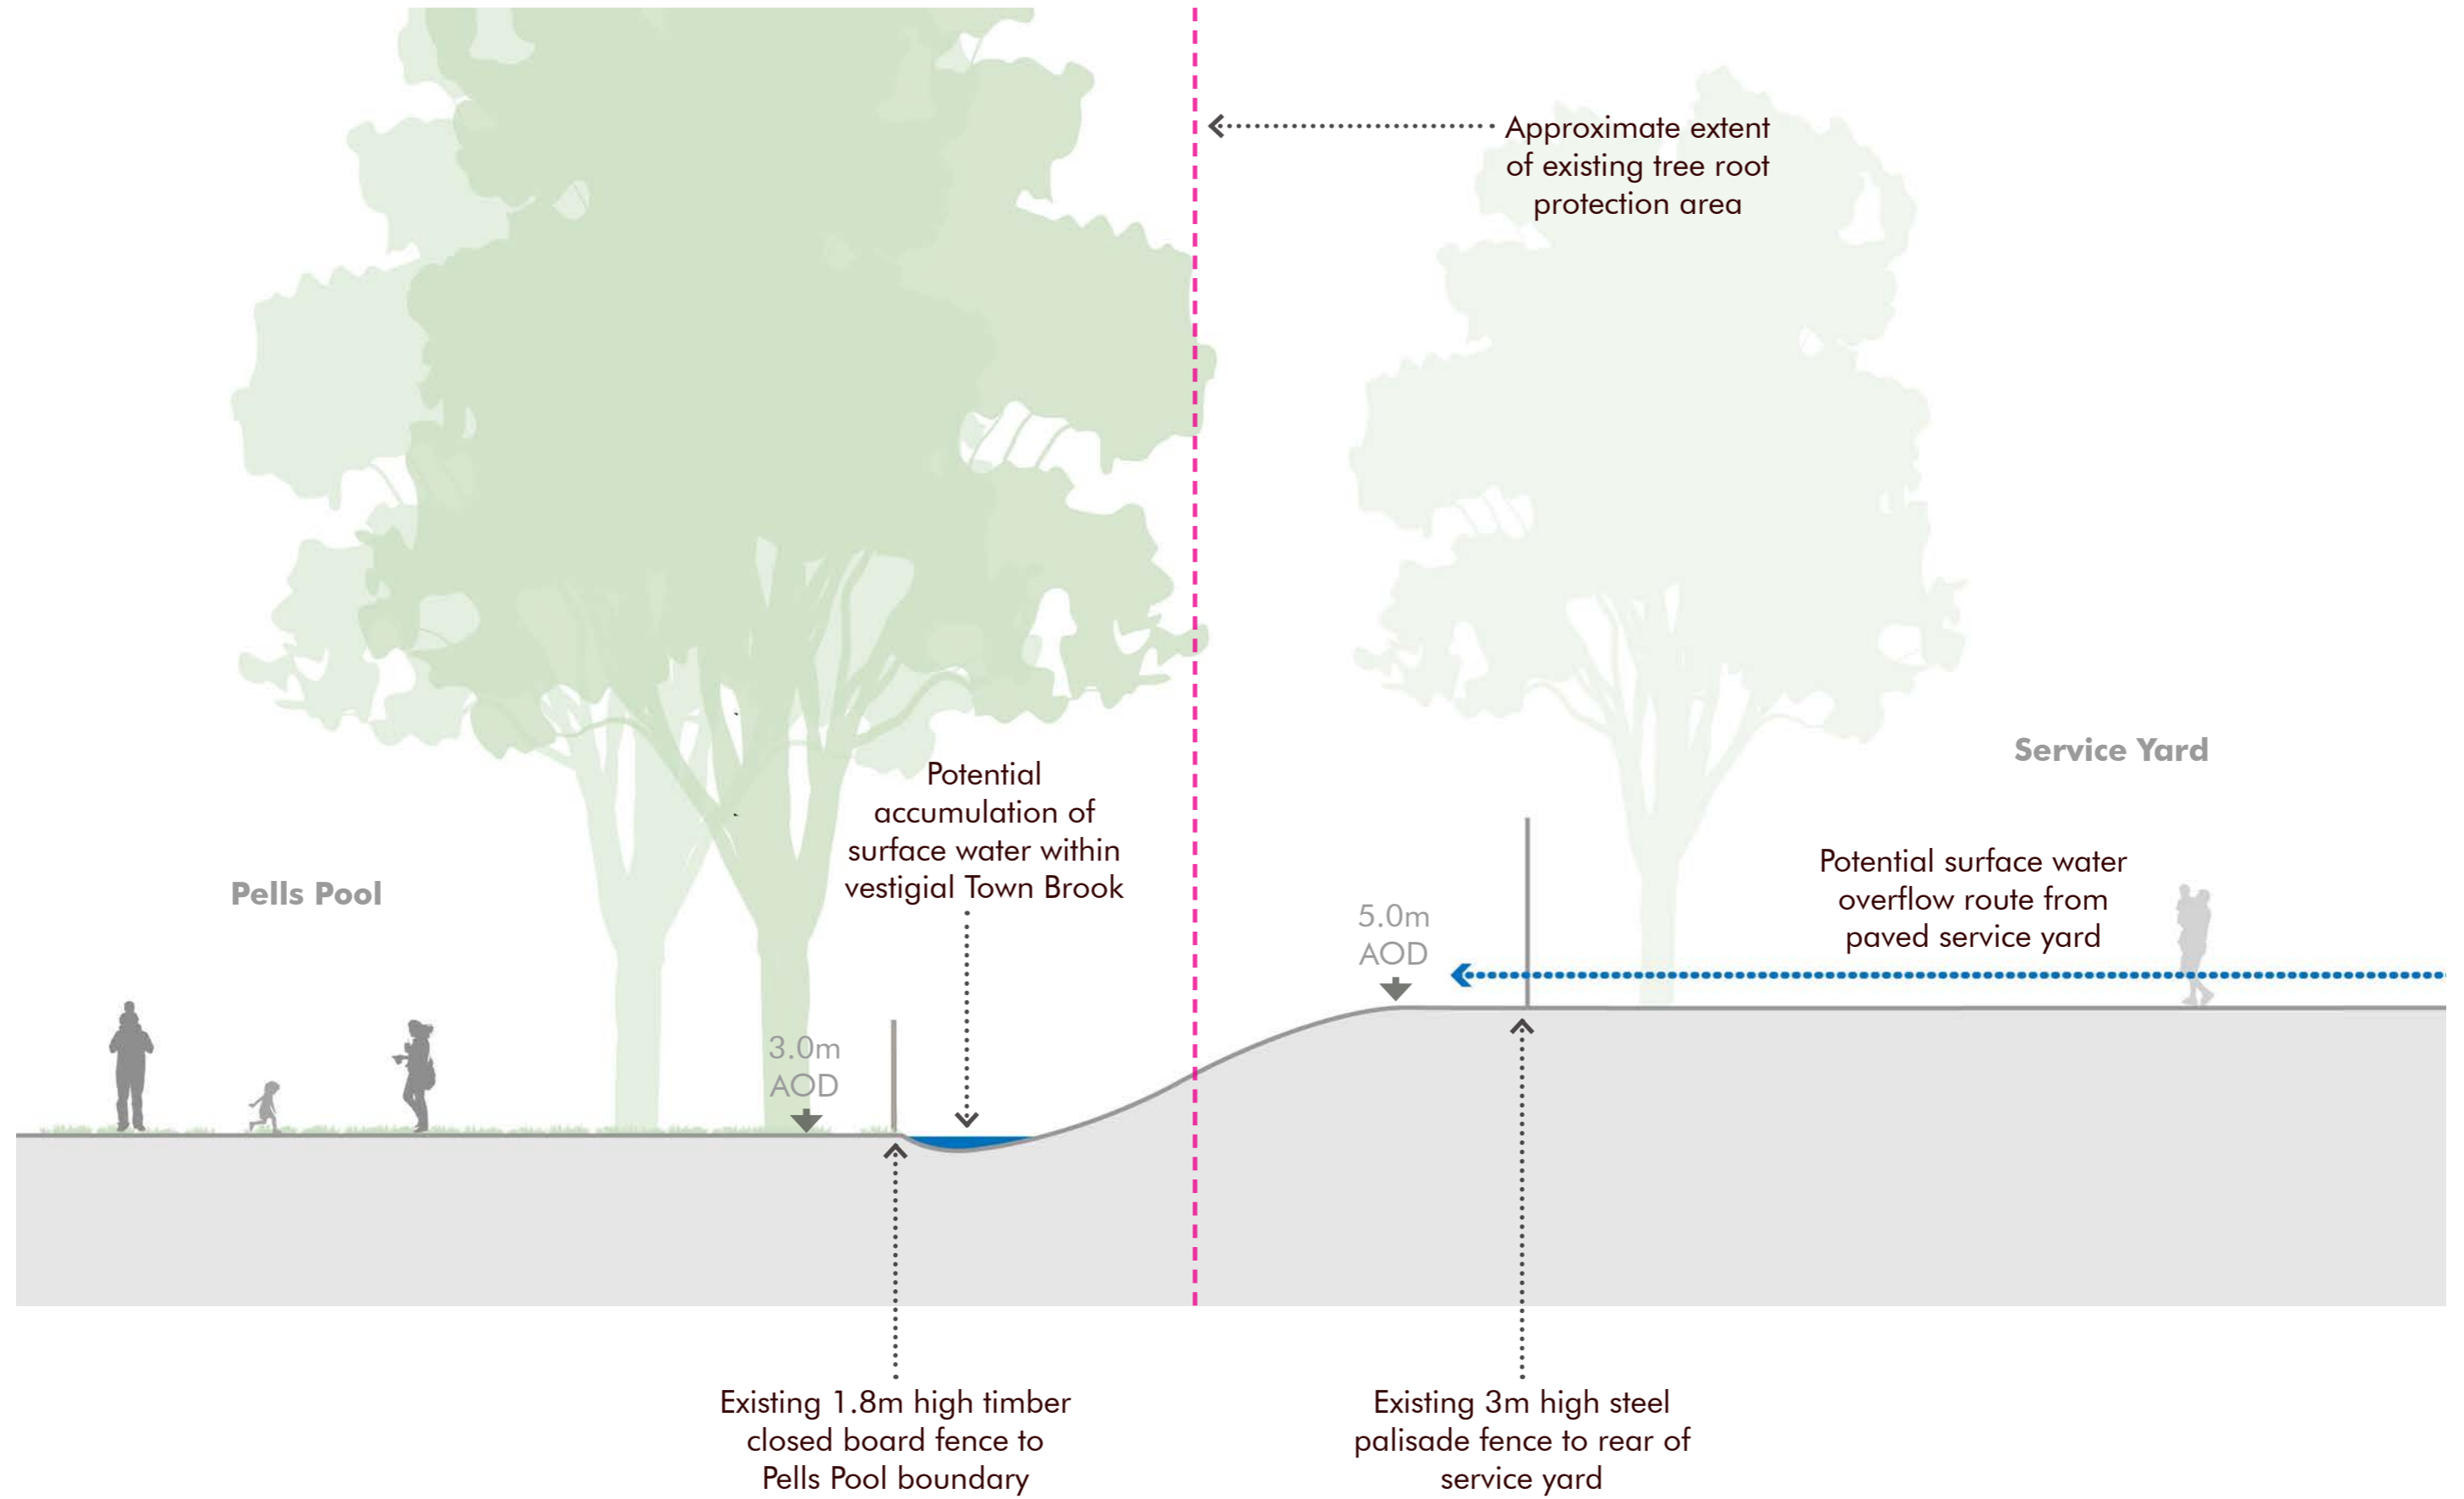 Approximate extent
of existing tree root
protection area
Service Yard
Potential
accumulation of
surface water within
vestigial Town Brook
Potential surface water
overflow route from
paved service yard
Pells Pool
5.0m
AOD
3.0m
AOD
Existing 1.8m high timber
closed board fence to
Pells Pool boundary
Existing 3m high steel
palisade fence to rear of
service yard